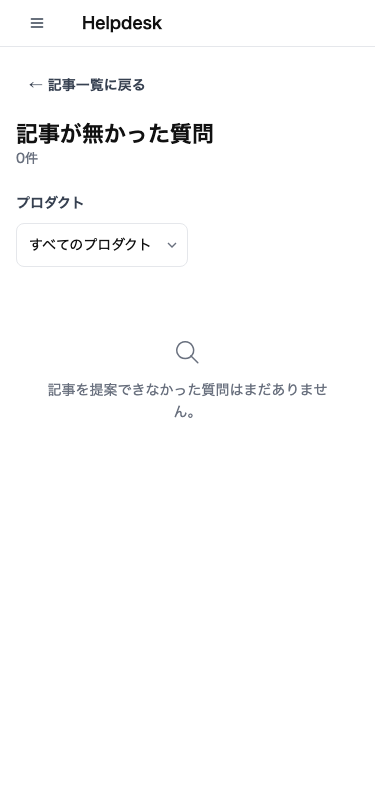 Helpdesk
← 記事一覧に戻る
記事が無かった質問
0件
プロダクト
すべてのプロダクト
記事を提案できなかった質問はまだありませ
ん。